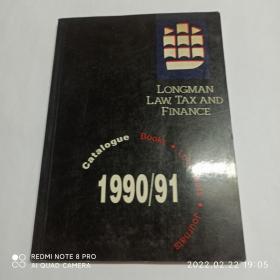 LONGMAN
LAW, TAX AND
FINANCE
Catalogue Books • Looseleafs • Journals
1990/91
REDMI NOTE 8 PRO
AI QUAD CAMERA
2022.02.22 19:05